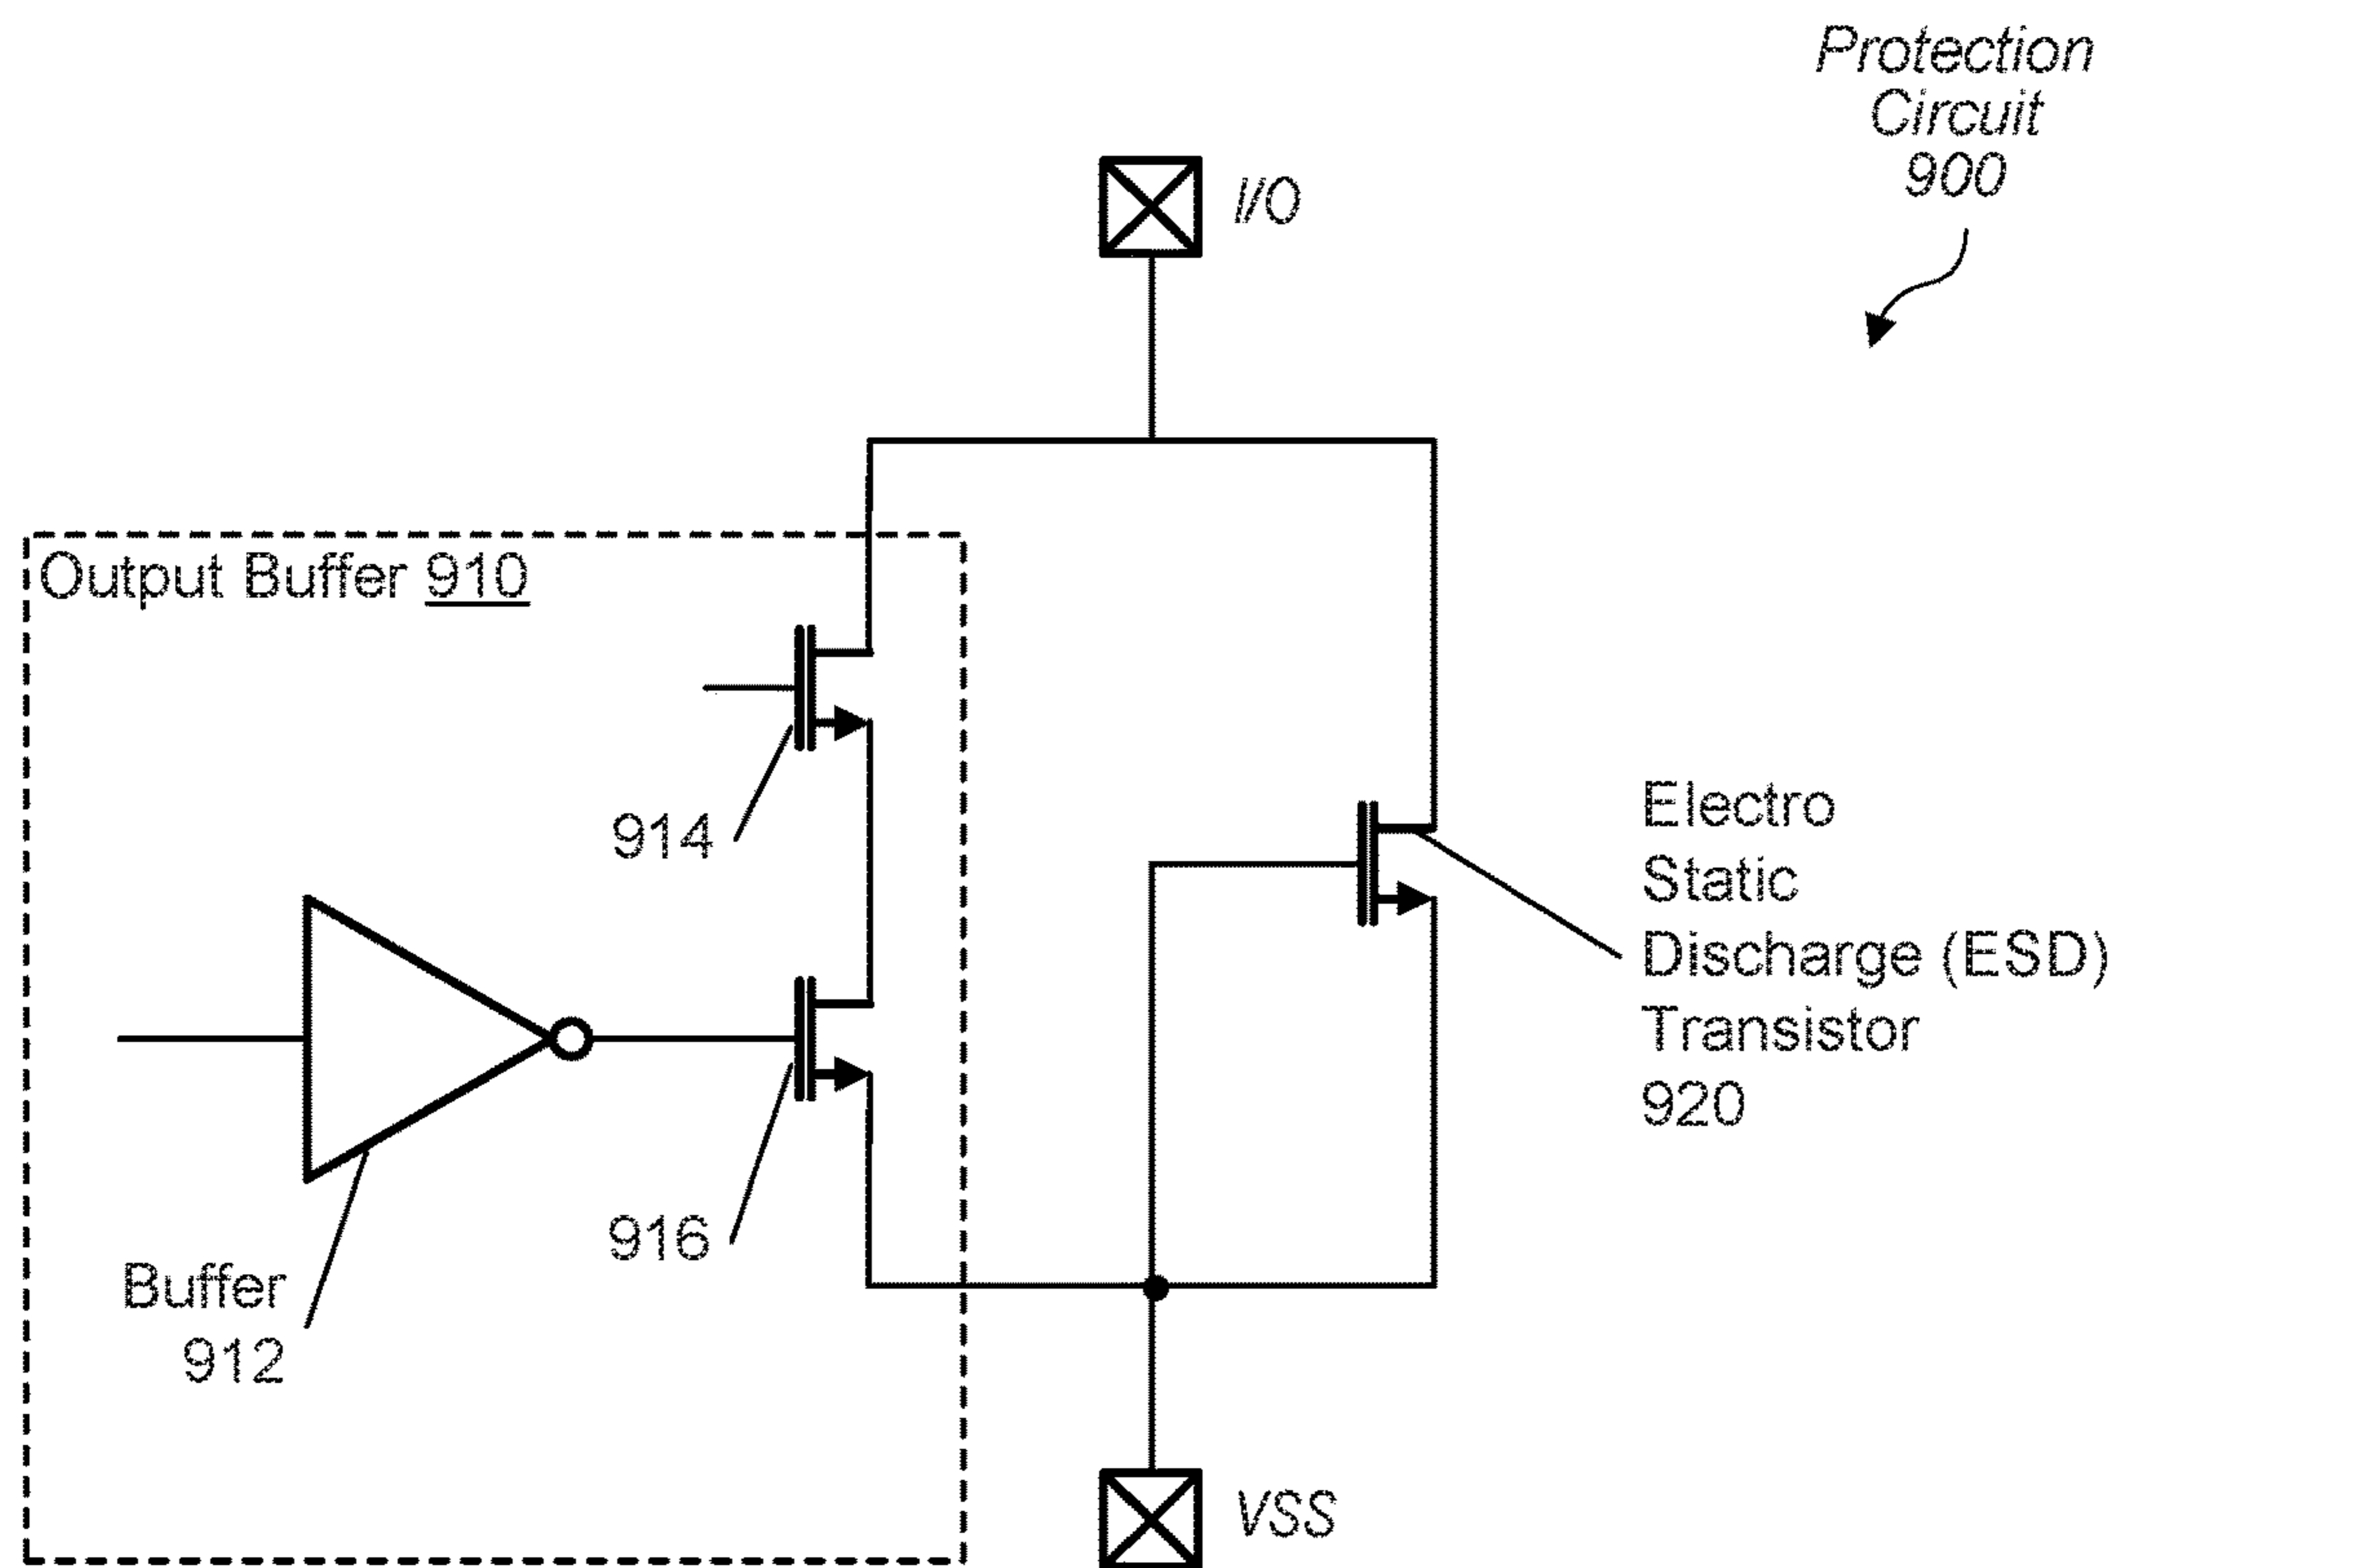 Protection
Circuit
900
I/O
Output Buffer 910
914
Electro
Static
Discharge (ESD)
Transistor
920
916
Buffer
912
VSS